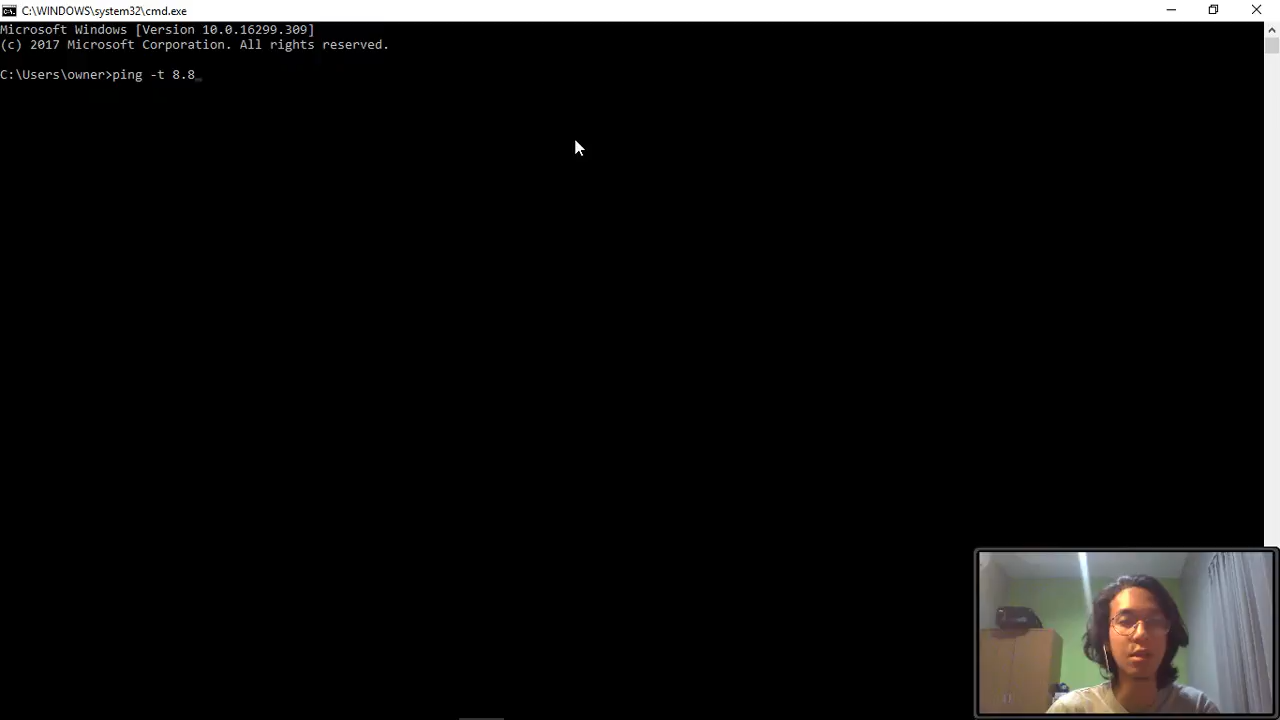 C:\WINDOWS\system32\cmd.exe
Microsoft Windows [Version 10.0.16299.309]
(c) 2017 Microsoft Corporation. All rights reserved.
C:\Users\owner>ping -t 8.8